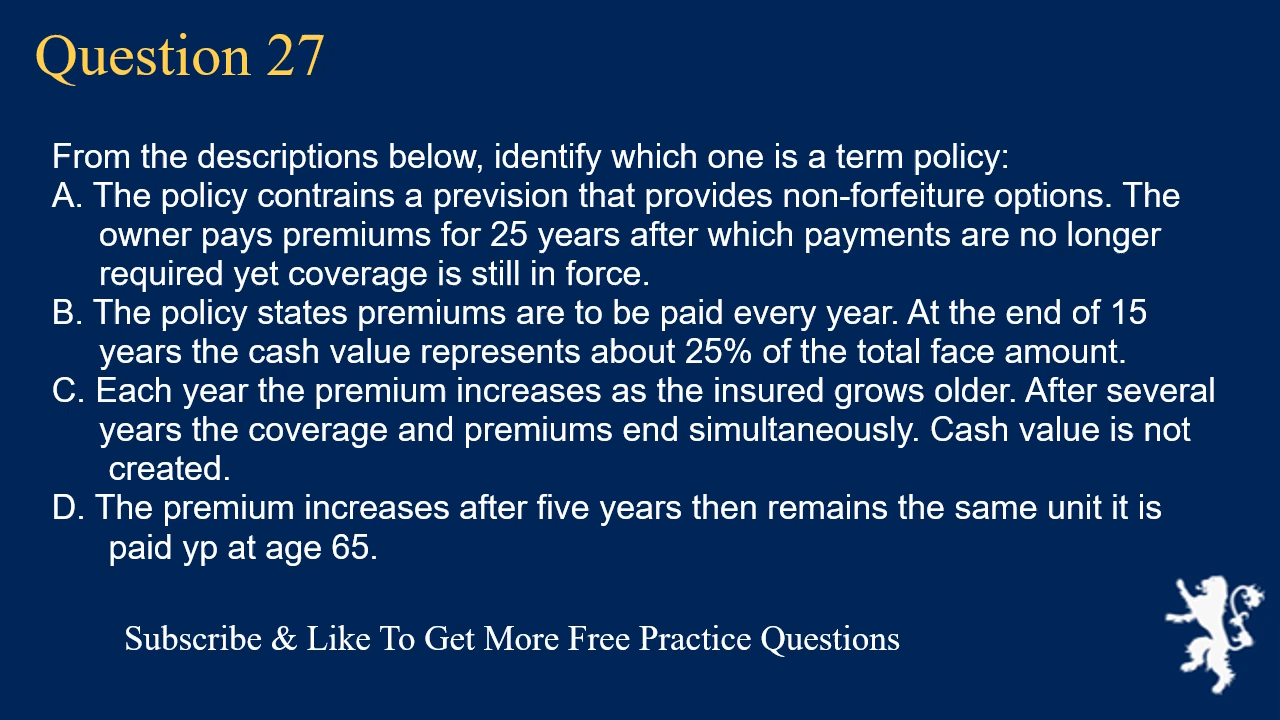 Question 27
From the descriptions below, identify which one is a term policy:
A. The policy contrains a prevision that provides non-forfeiture options. The
owner pays premiums for 25 years after which payments are no longer
required yet coverage is still in force.
B. The policy states premiums are to be paid every year. At the end of 15
years the cash value represents about 25% of the total face amount.
C. Each year the premium increases as the insured grows older. After several
years the coverage and premiums end simultaneously. Cash value is not
created.
D. The premium increases after five years then remains the same unit it is
paid yp at age 65.
Subscribe & Like To Get More Free Practice Questions